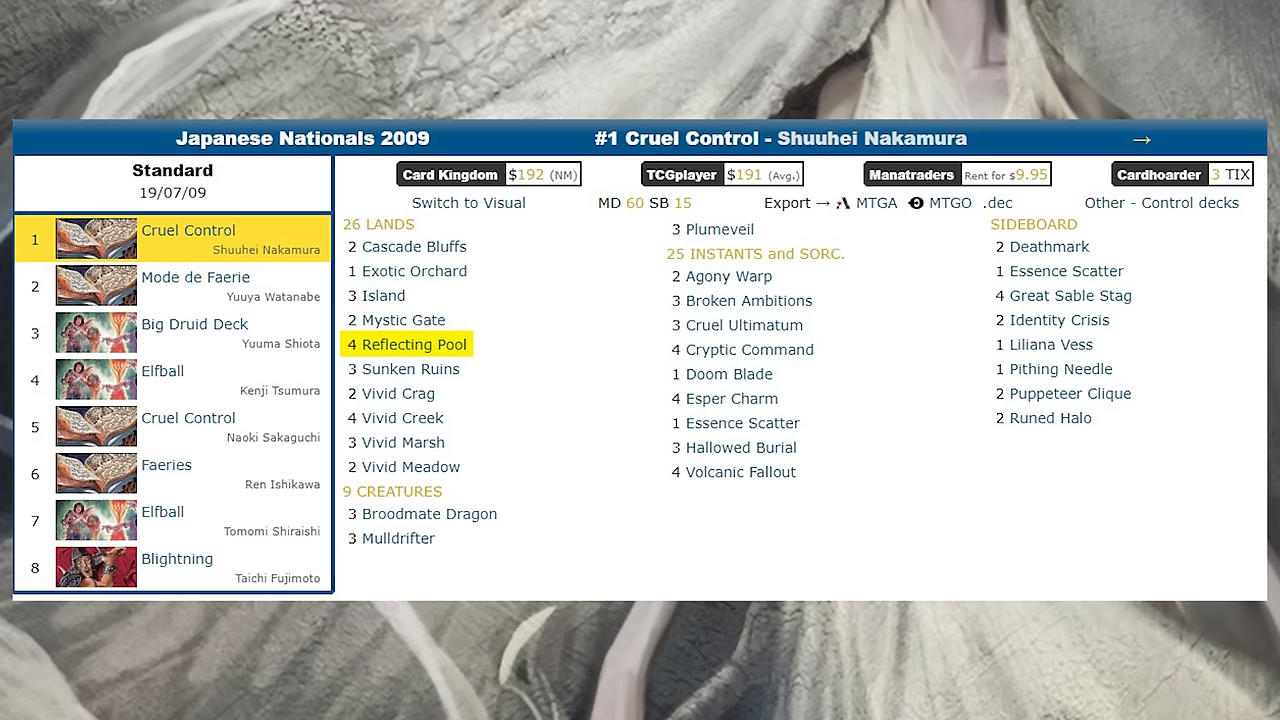 Japanese Nationals 2009
#1 Cruel Control - Shuuhei Nakamura →
Standard
19/07/09
1 Cruel Control
Shuuhei Nakamura
2 Mode de Faerie
Yuuya Watanabe
3 Big Druid Deck
Yuuma Shiota
4 Elfball
Kenji Tsumura
5 Cruel Control
Naoki Sakaguchi
6 Faeries
Ren Ishikawa
7 Elfball
Tomomi Shiraishi
8 Blightning
Taichi Fujimoto
Card Kingdom $192 (NM) TCGplayer $191 (Avg.) Manatraders Rent for $9.95 Cardhoarder 3 TIX
Switch to Visual MD 60 SB 15 Export → MTGA MTGO .dec Other - Control decks
26 LANDS
2 Cascade Bluffs
1 Exotic Orchard
3 Island
2 Mystic Gate
4 Reflecting Pool
3 Sunken Ruins
2 Vivid Crag
4 Vivid Creek
3 Vivid Marsh
2 Vivid Meadow
9 CREATURES
3 Broodmate Dragon
3 Mulldrifter
3 Plumeveil
25 INSTANTS and SORC.
2 Agony Warp
3 Broken Ambitions
3 Cruel Ultimatum
4 Cryptic Command
1 Doom Blade
4 Esper Charm
1 Essence Scatter
3 Hallowed Burial
4 Volcanic Fallout
SIDEBOARD
2 Deathmark
1 Essence Scatter
4 Great Sable Stag
2 Identity Crisis
1 Liliana Vess
1 Pithing Needle
2 Puppeteer Clique
2 Runed Halo